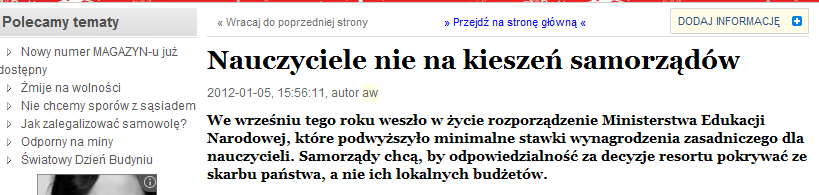 Polecamy tematy
Nowy numer MAGAZYN-u już
dostępny
Żmije na wolności
Nie chcemy sporów z sąsiadem
Jak zalegalizować samowolę?
Odporny na miny
Światowy Dzień Budyniu
« Wracaj do poprzedniej strony
» Przejdź na stronę główną «
DODAJ INFORMACJĘ
Nauczyciele nie na kieszeń samorządów
2012-01-05, 15:56:11, autor aw
We wrześniu tego roku weszło w życie rozporządzenie Ministerstwa Edukacji
Narodowej, które podwyższyło minimalne stawki wynagrodzenia zasadniczego dla
nauczycieli. Samorządy chcą, by odpowiedzialność za decyzje resortu pokrywać ze
skarbu państwa, a nie ich lokalnych budżetów.